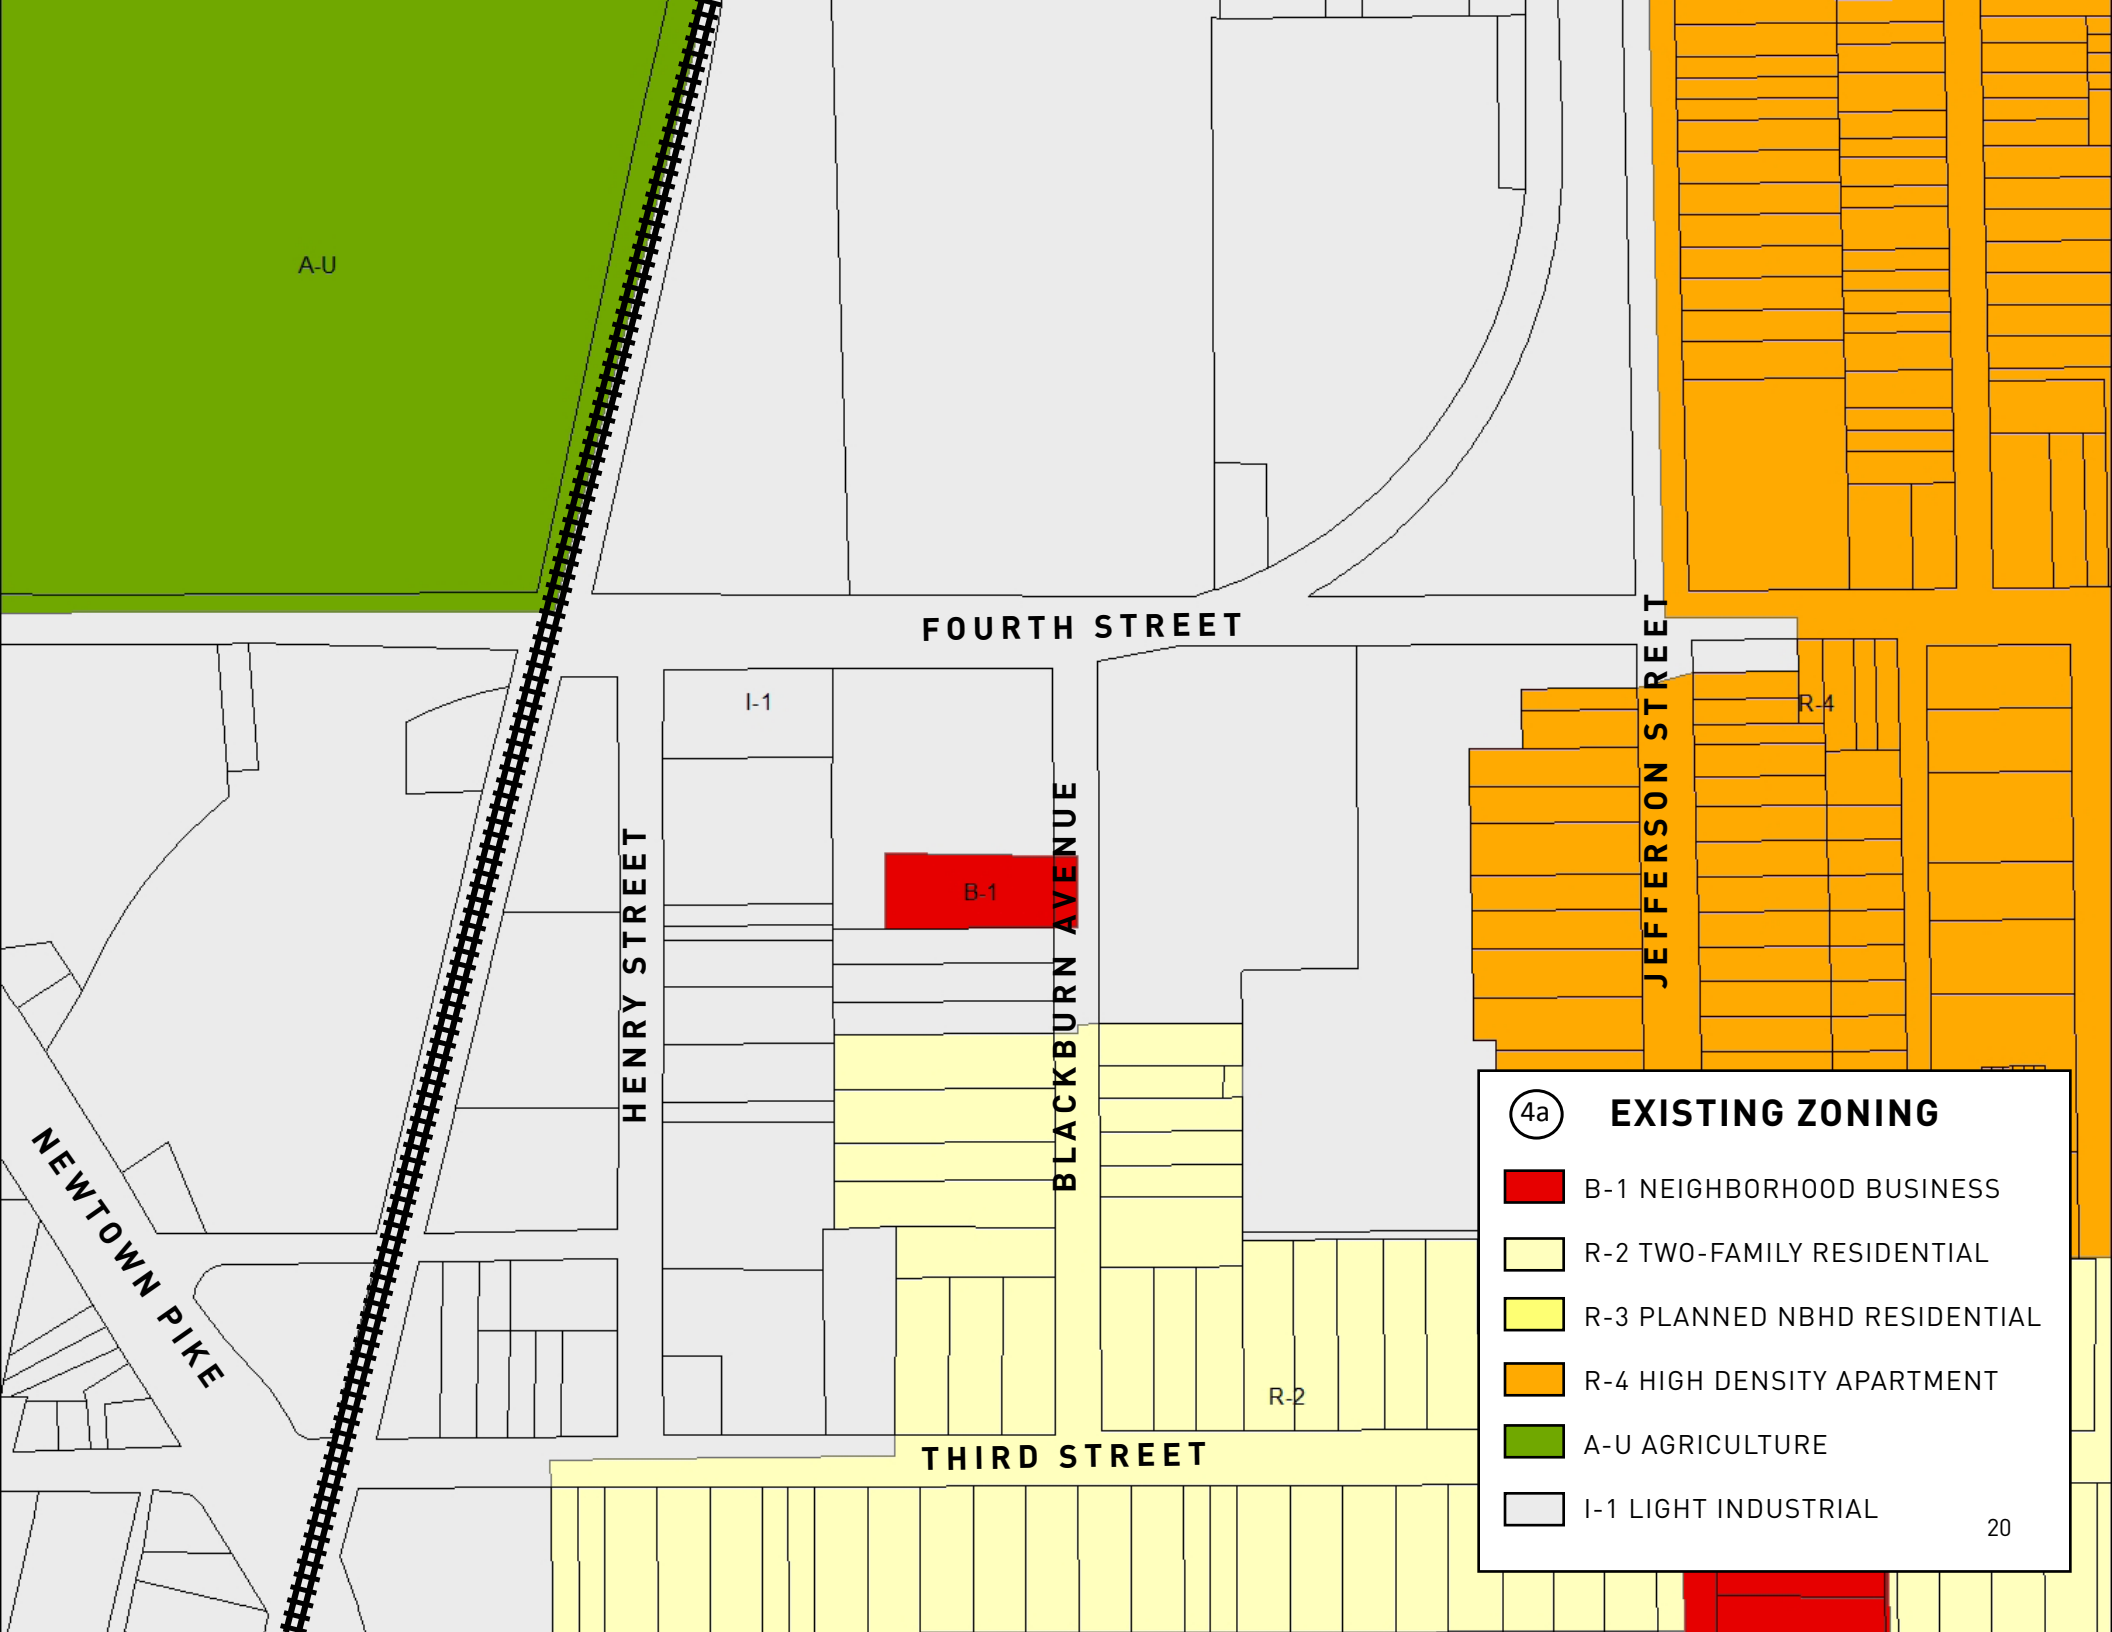 A-U
FOURTH STREET
I-1
R-4
B-1
HENRY STREET
BLACKBURN AVENUE
JEFFERSON STREET
NEWTOWN PIKE
R-2
THIRD STREET
4a EXISTING ZONING
B-1 NEIGHBORHOOD BUSINESS
R-2 TWO-FAMILY RESIDENTIAL
R-3 PLANNED NBHD RESIDENTIAL
R-4 HIGH DENSITY APARTMENT
A-U AGRICULTURE
I-1 LIGHT INDUSTRIAL
20